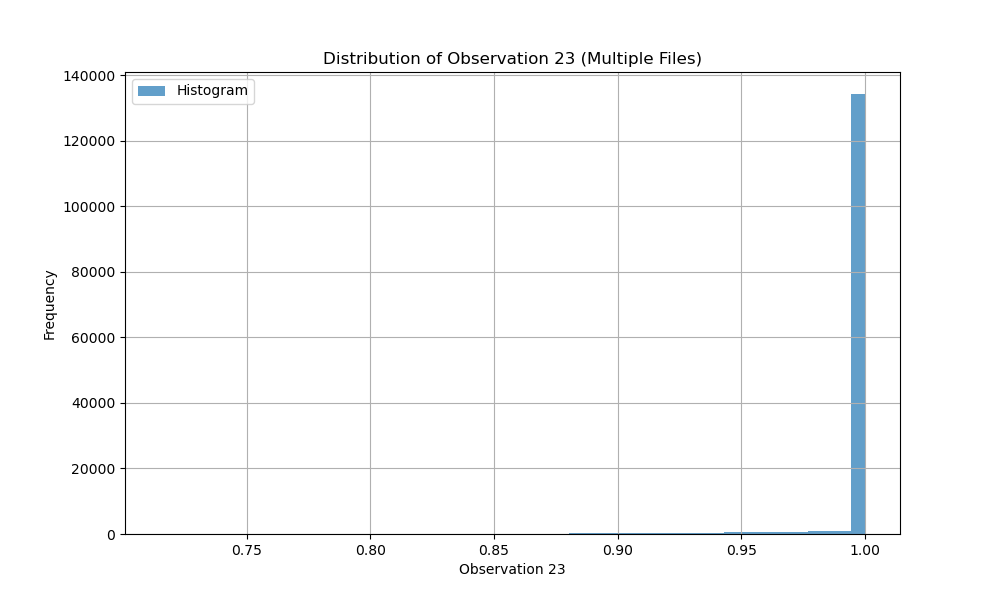 Distribution of Observation 23 (Multiple Files)
Histogram
140000
120000
100000
80000
60000
40000
20000
0
Frequency
0.75 0.80 0.85 0.90 0.95 1.00
Observation 23